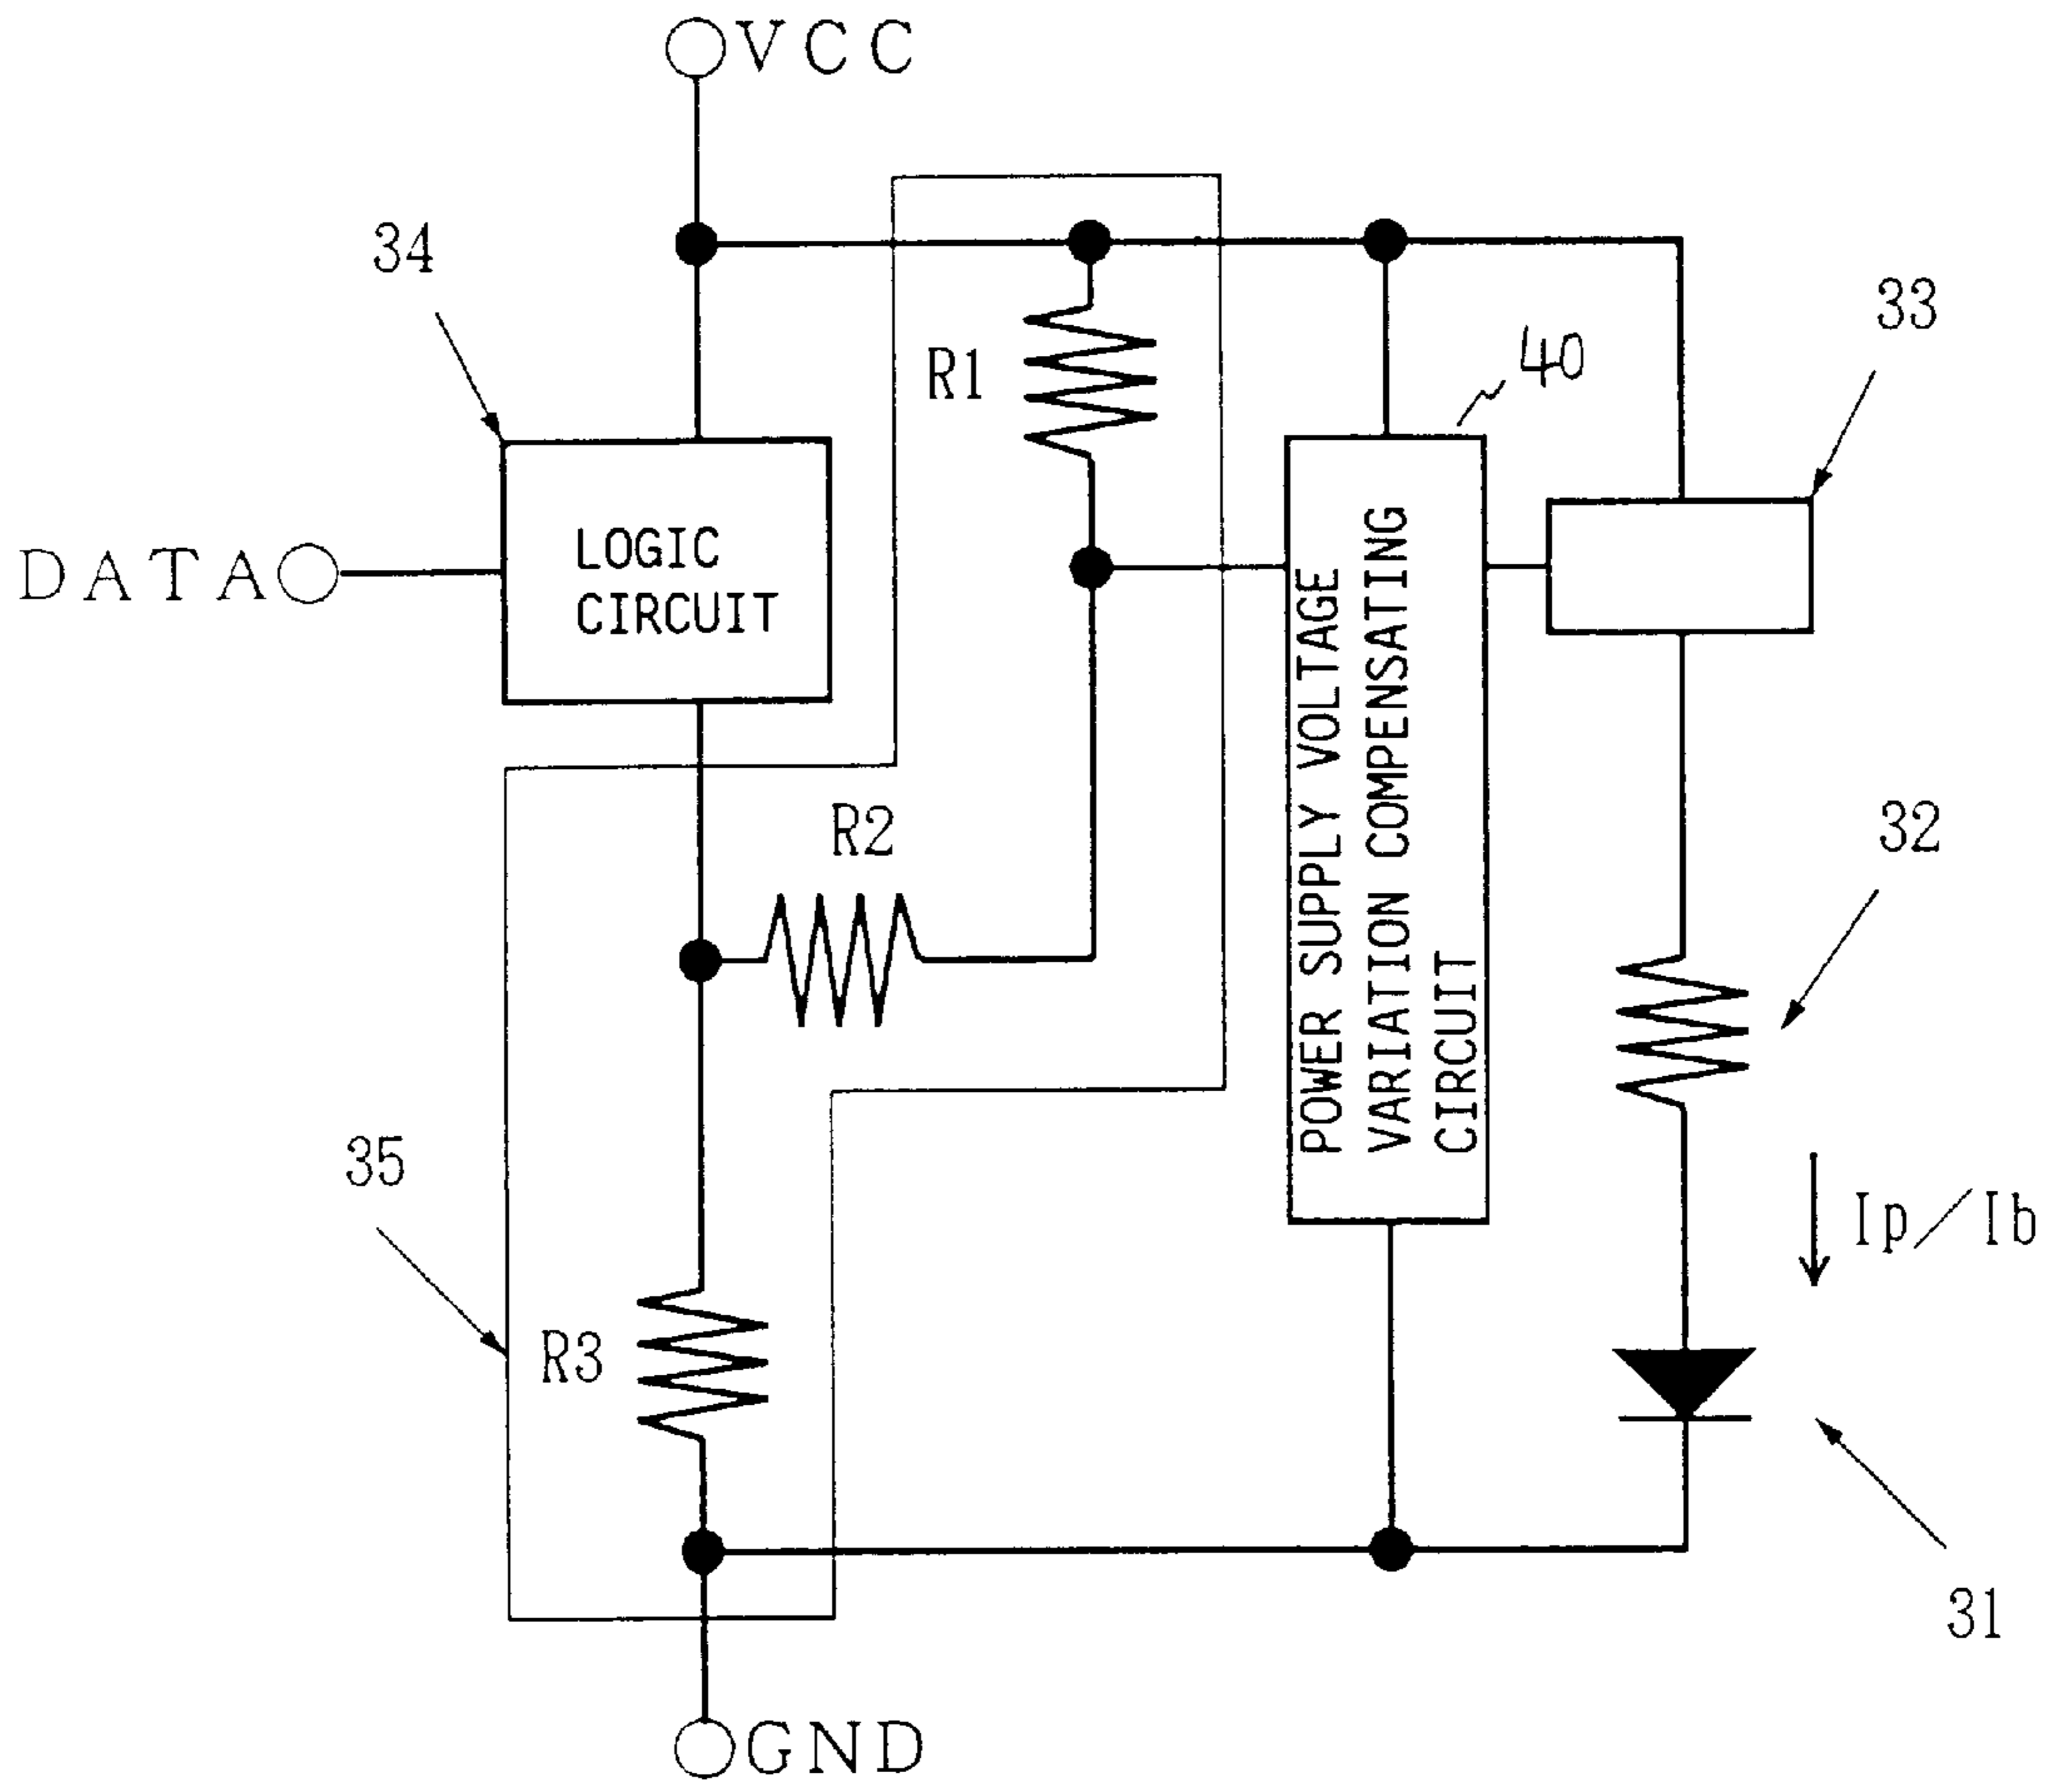 VCC
34
33
R1
40
DATA
LOGIC
CIRCUIT
POWER SUPPLY VOLTAGE
VARIATION COMPENSATING
CIRCUIT
R2
32
35
Ip/Ib
R3
31
GND